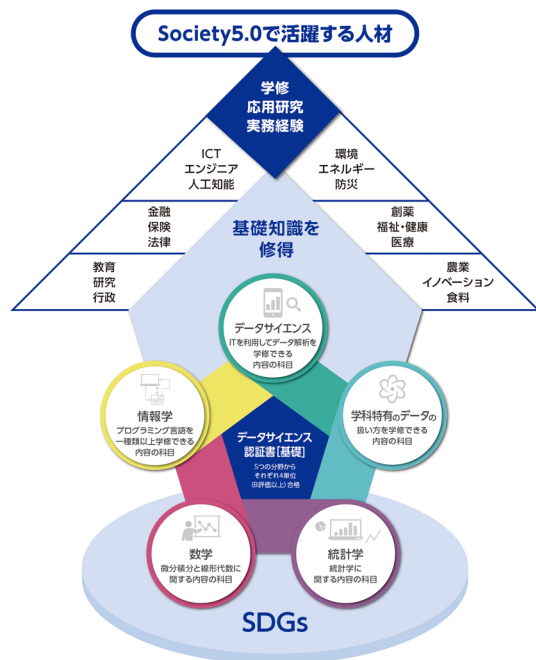 Society5.0で活躍する人材
学修
応用研究
実務経験
ICT
エンジニア
人工知能
環境
エネルギー
防災
金融
保険
法律
創薬
福祉・健康
医療
教育
研究
行政
農業
イノベーション
食料
基礎知識を
修得
データサイエンス
ITを利用してデータ解析を
学修できる
内容の科目
情報学
プログラミング言語を
一種類以上学修できる
内容の科目
学科特有のデータの
扱い方を学修できる
内容の科目
データサイエンス
認証書[基礎]
5つの分野から
それぞれ4単位
(B評価以上)合格
数学
微分積分と線形代数に
関する内容の科目
統計学
統計学に
関する内容の科目
SDGs